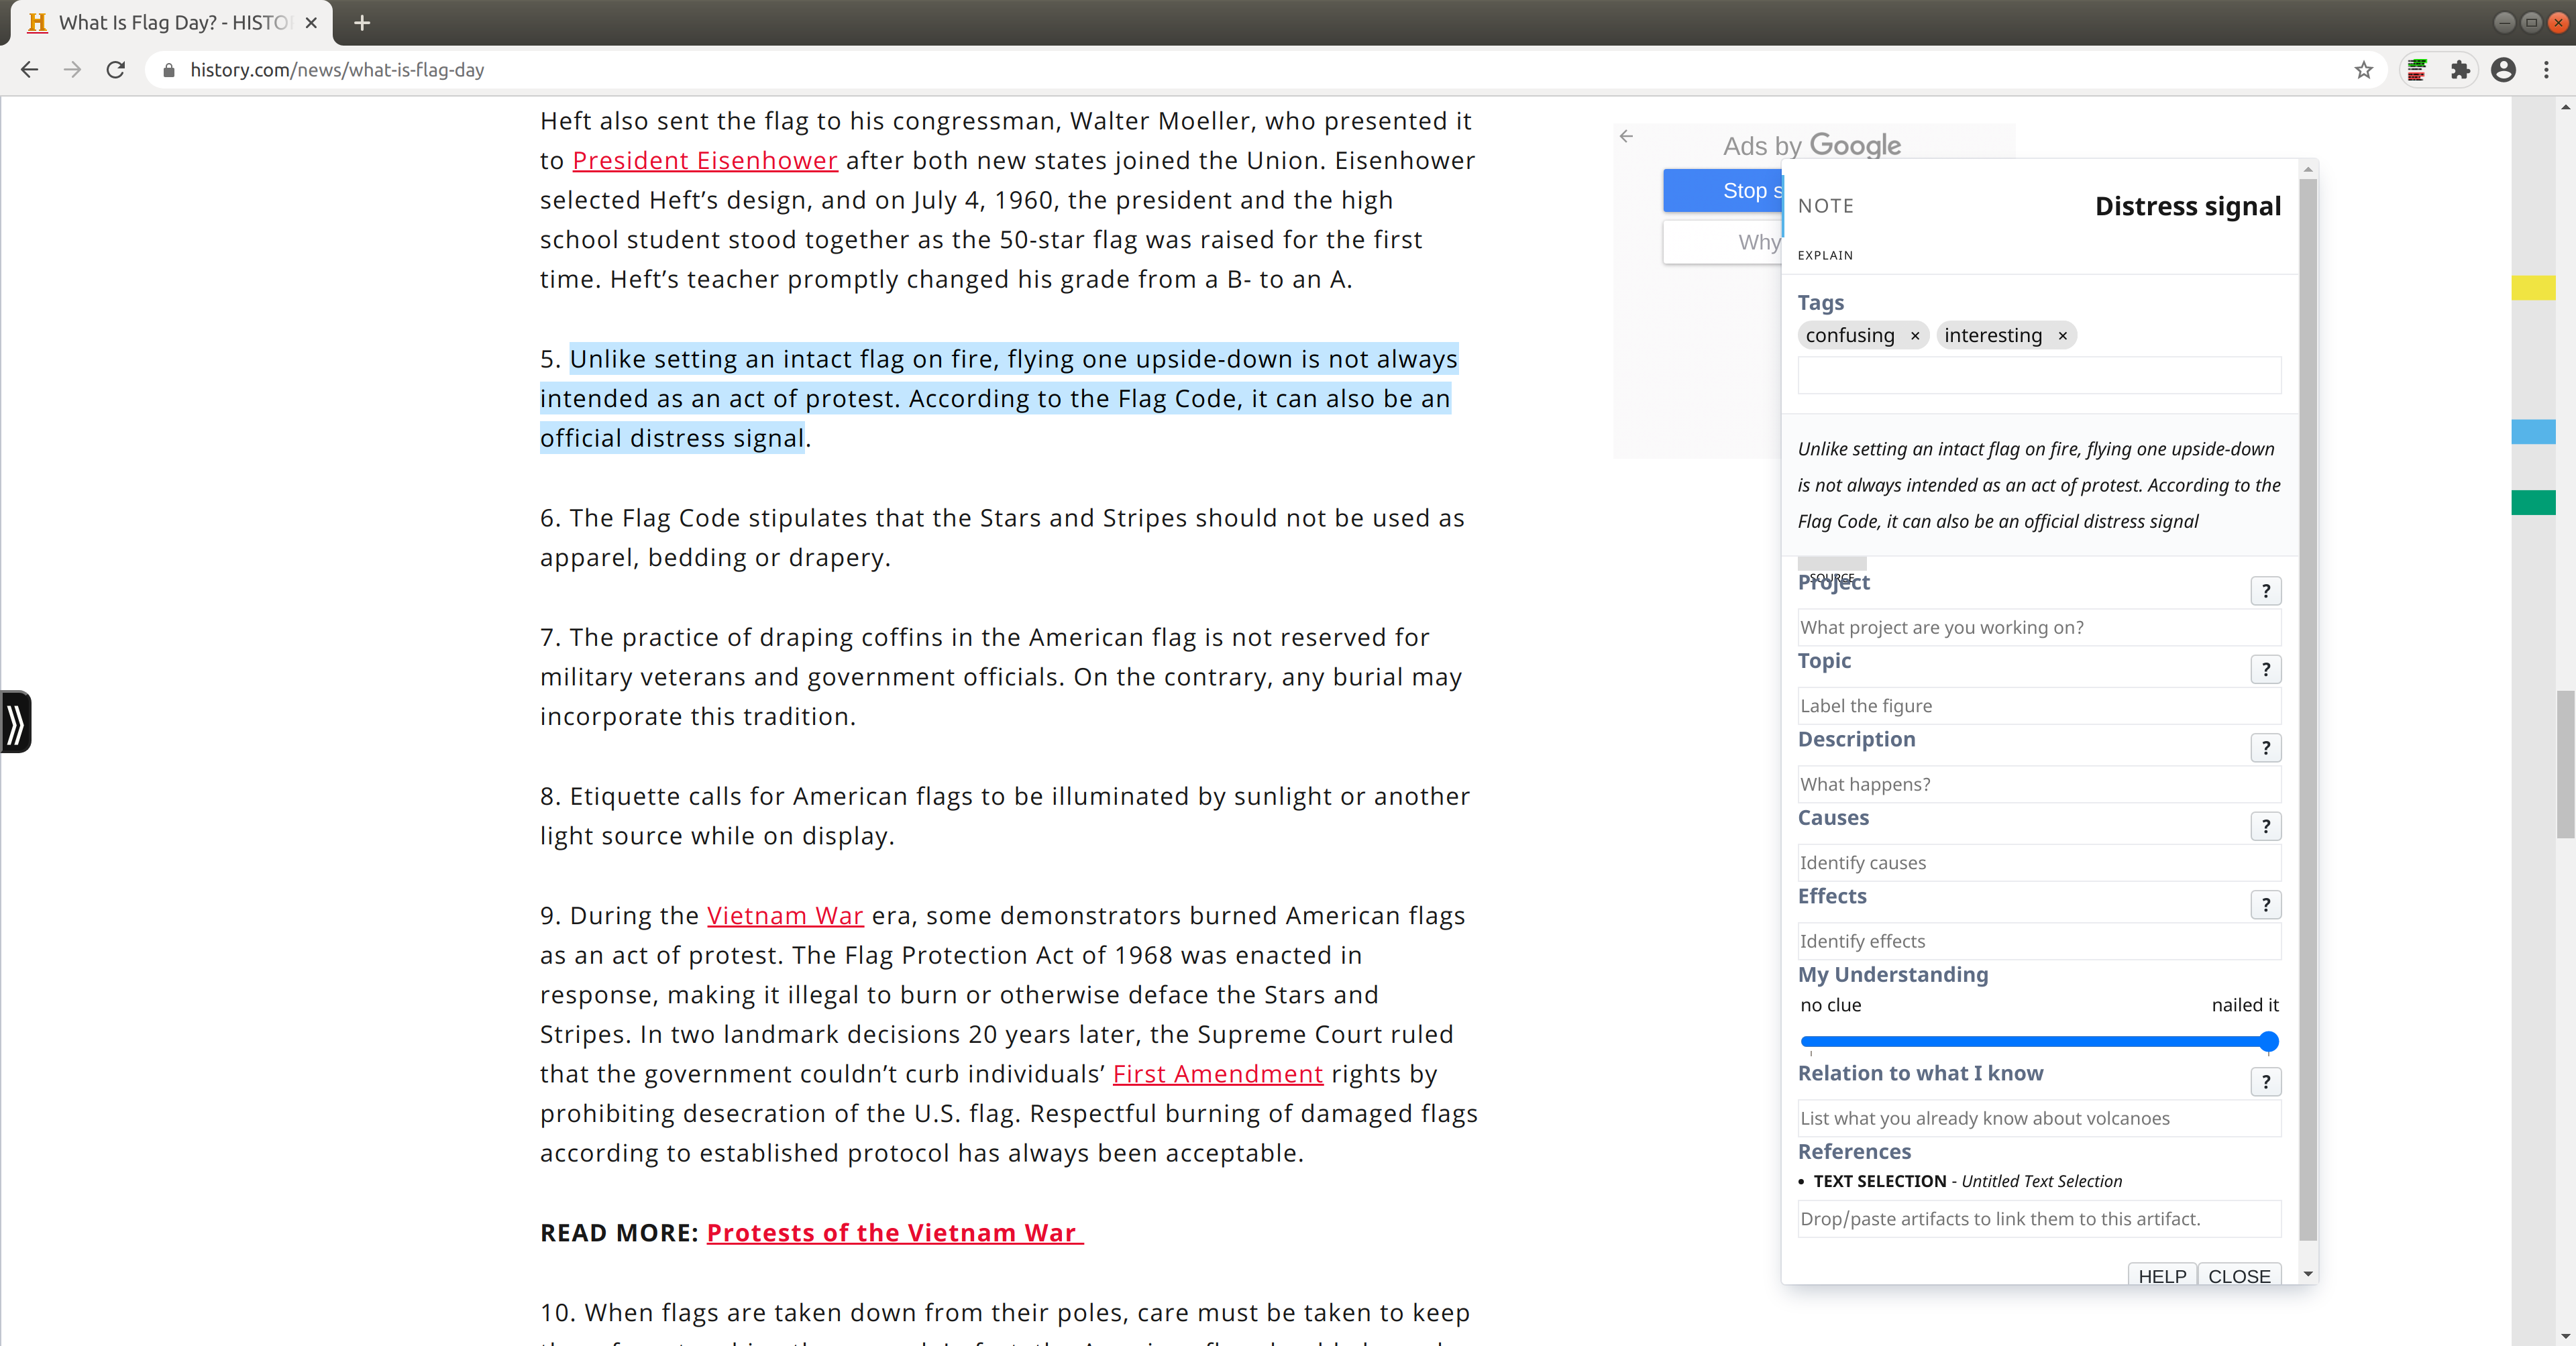 What Is Flag Day? - HISTO
history.com/news/what-is-flag-day
Heft also sent the flag to his congressman, Walter Moeller, who presented it
to President Eisenhower after both new states joined the Union. Eisenhower
selected Heft’s design, and on July 4, 1960, the president and the high
school student stood together as the 50-star flag was raised for the first
time. Heft’s teacher promptly changed his grade from a B- to an A.
5. Unlike setting an intact flag on fire, flying one upside-down is not always
intended as an act of protest. According to the Flag Code, it can also be an
official distress signal.
6. The Flag Code stipulates that the Stars and Stripes should not be used as
apparel, bedding or drapery.
7. The practice of draping coffins in the American flag is not reserved for
military veterans and government officials. On the contrary, any burial may
incorporate this tradition.
8. Etiquette calls for American flags to be illuminated by sunlight or another
light source while on display.
9. During the Vietnam War era, some demonstrators burned American flags
as an act of protest. The Flag Protection Act of 1968 was enacted in
response, making it illegal to burn or otherwise deface the Stars and
Stripes. In two landmark decisions 20 years later, the Supreme Court ruled
that the government couldn’t curb individuals’ First Amendment rights by
prohibiting desecration of the U.S. flag. Respectful burning of damaged flags
according to established protocol has always been acceptable.
READ MORE: Protests of the Vietnam War
10. When flags are taken down from their poles, care must be taken to keep
Ads by Google
Stop s
Why
NOTE
Distress signal
EXPLAIN
Tags
confusing × interesting ×
Unlike setting an intact flag on fire, flying one upside-down
is not always intended as an act of protest. According to the
Flag Code, it can also be an official distress signal
SOURCE
Project
?
What project are you working on?
Topic
?
Label the figure
Description
?
What happens?
Causes
?
Identify causes
Effects
?
Identify effects
My Understanding
no clue
nailed it
Relation to what I know
?
List what you already know about volcanoes
References
• TEXT SELECTION - Untitled Text Selection
Drop/paste artifacts to link them to this artifact.
HELP
CLOSE